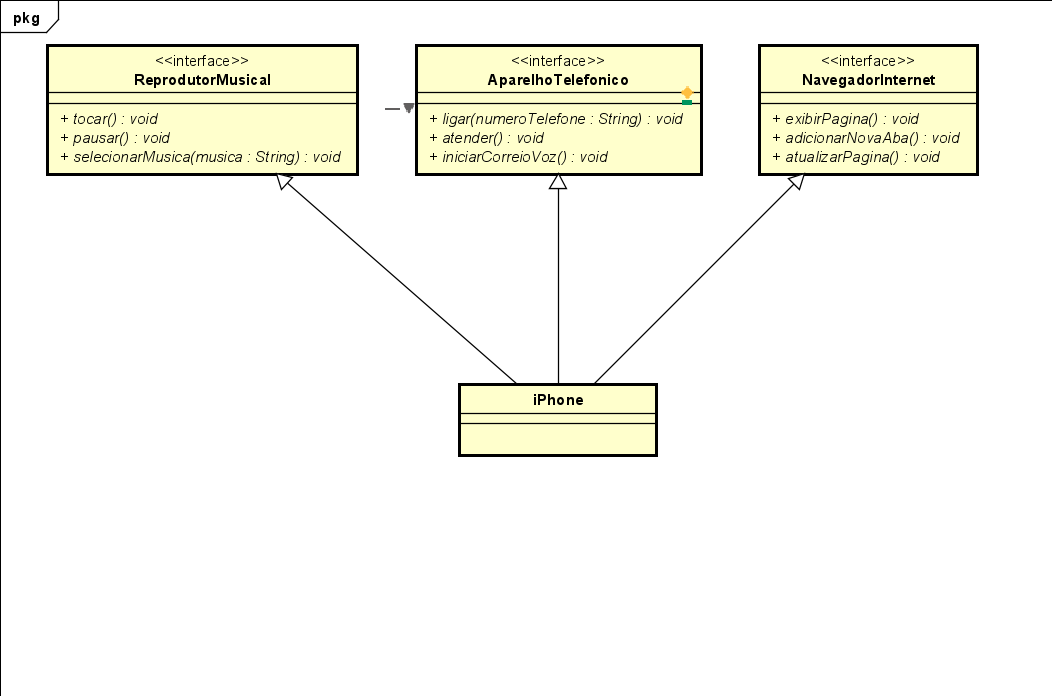 pkg
<<interface>>
ReprodutorMusical
+ tocar() : void
+ pausar() : void
+ selecionarMusica(musica : String) : void
<<interface>>
AparelhoTelefonico
+ ligar(numeroTelefone : String) : void
+ atender() : void
+ iniciarCorreioVoz() : void
<<interface>>
NavegadorInternet
+ exibirPagina() : void
+ adicionarNovaAba() : void
+ atualizarPagina() : void
iPhone